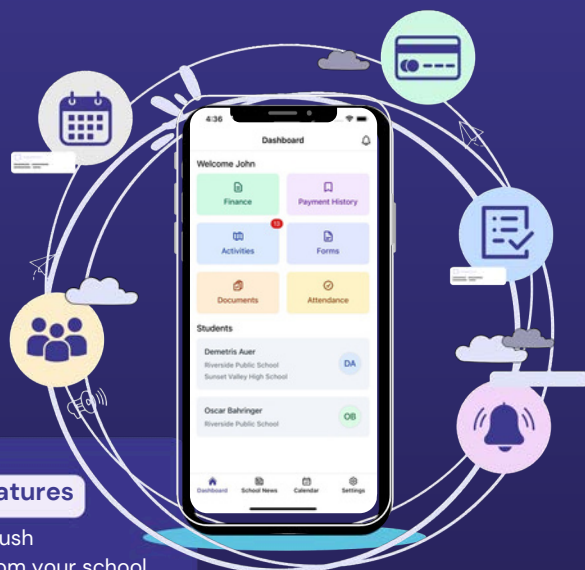 4:36
Dashboard
Welcome John
Finance
Payment History
13
Activities
Forms
Documents
Attendance
Students
Demetris Auer
Riverside Public School
Sunset Valley High School
DA
Oscar Bahringer
Riverside Public School
OB
Dashboard
School News
Calendar
Settings
atures
ush
om your school